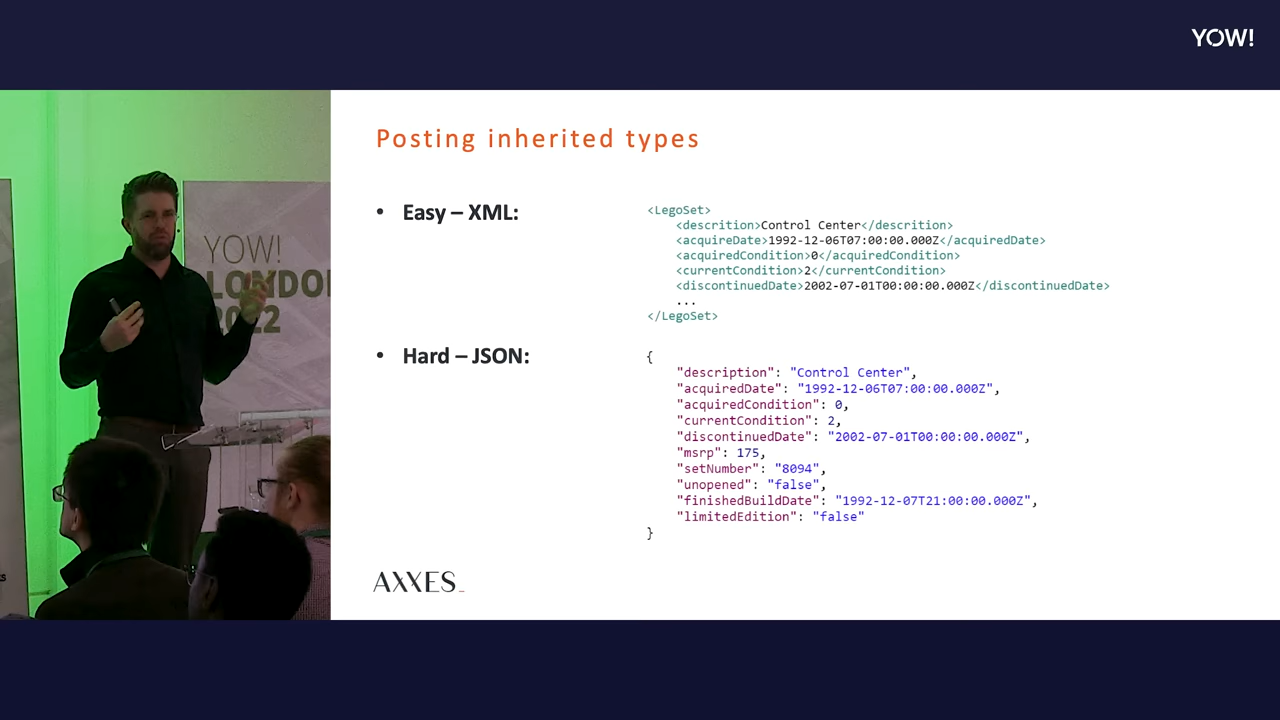 YOW!
Posting inherited types
• Easy – XML:
<LegoSet>
<descrition>Control Center</descrition>
<acquireDate>1992-12-06T07:00:00.000Z</acquiredDate>
<acquiredCondition>0</acquiredCondition>
<currentCondition>2</currentCondition>
<discontinuedDate>2002-07-01T00:00:00.000Z</discontinuedDate>
...
</LegoSet>
• Hard – JSON:
{
"description": "Control Center",
"acquiredDate": "1992-12-06T07:00:00.000Z",
"acquiredCondition": 0,
"currentCondition": 2,
"discontinuedDate": "2002-07-01T00:00:00.000Z",
"msrp": 175,
"setNumber": "8094",
"unopened": "false",
"finishedBuildDate": "1992-12-07T21:00:00.000Z",
"limitedEdition": "false"
}
AXXES_
YOW!
LONDON
2022